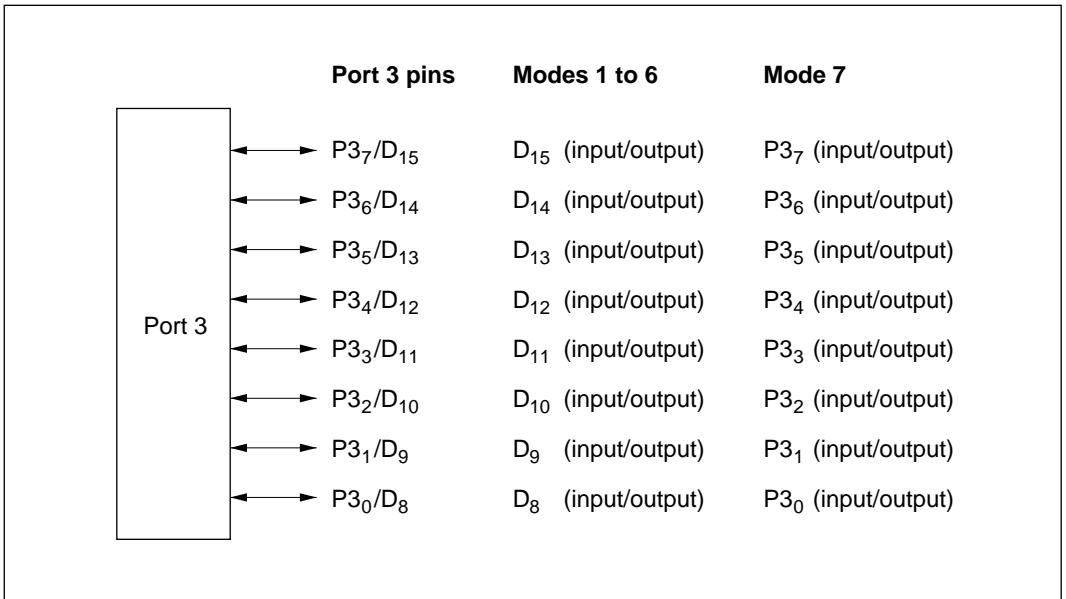 Port 3 pins Modes 1 to 6 Mode 7
P3₇/D₁₅ D₁₅ (input/output) P3₇ (input/output)
P3₆/D₁₄ D₁₄ (input/output) P3₆ (input/output)
P3₅/D₁₃ D₁₃ (input/output) P3₅ (input/output)
P3₄/D₁₂ D₁₂ (input/output) P3₄ (input/output)
Port 3
P3₃/D₁₁ D₁₁ (input/output) P3₃ (input/output)
P3₂/D₁₀ D₁₀ (input/output) P3₂ (input/output)
P3₁/D₉ D₉ (input/output) P3₁ (input/output)
P3₀/D₈ D₈ (input/output) P3₀ (input/output)